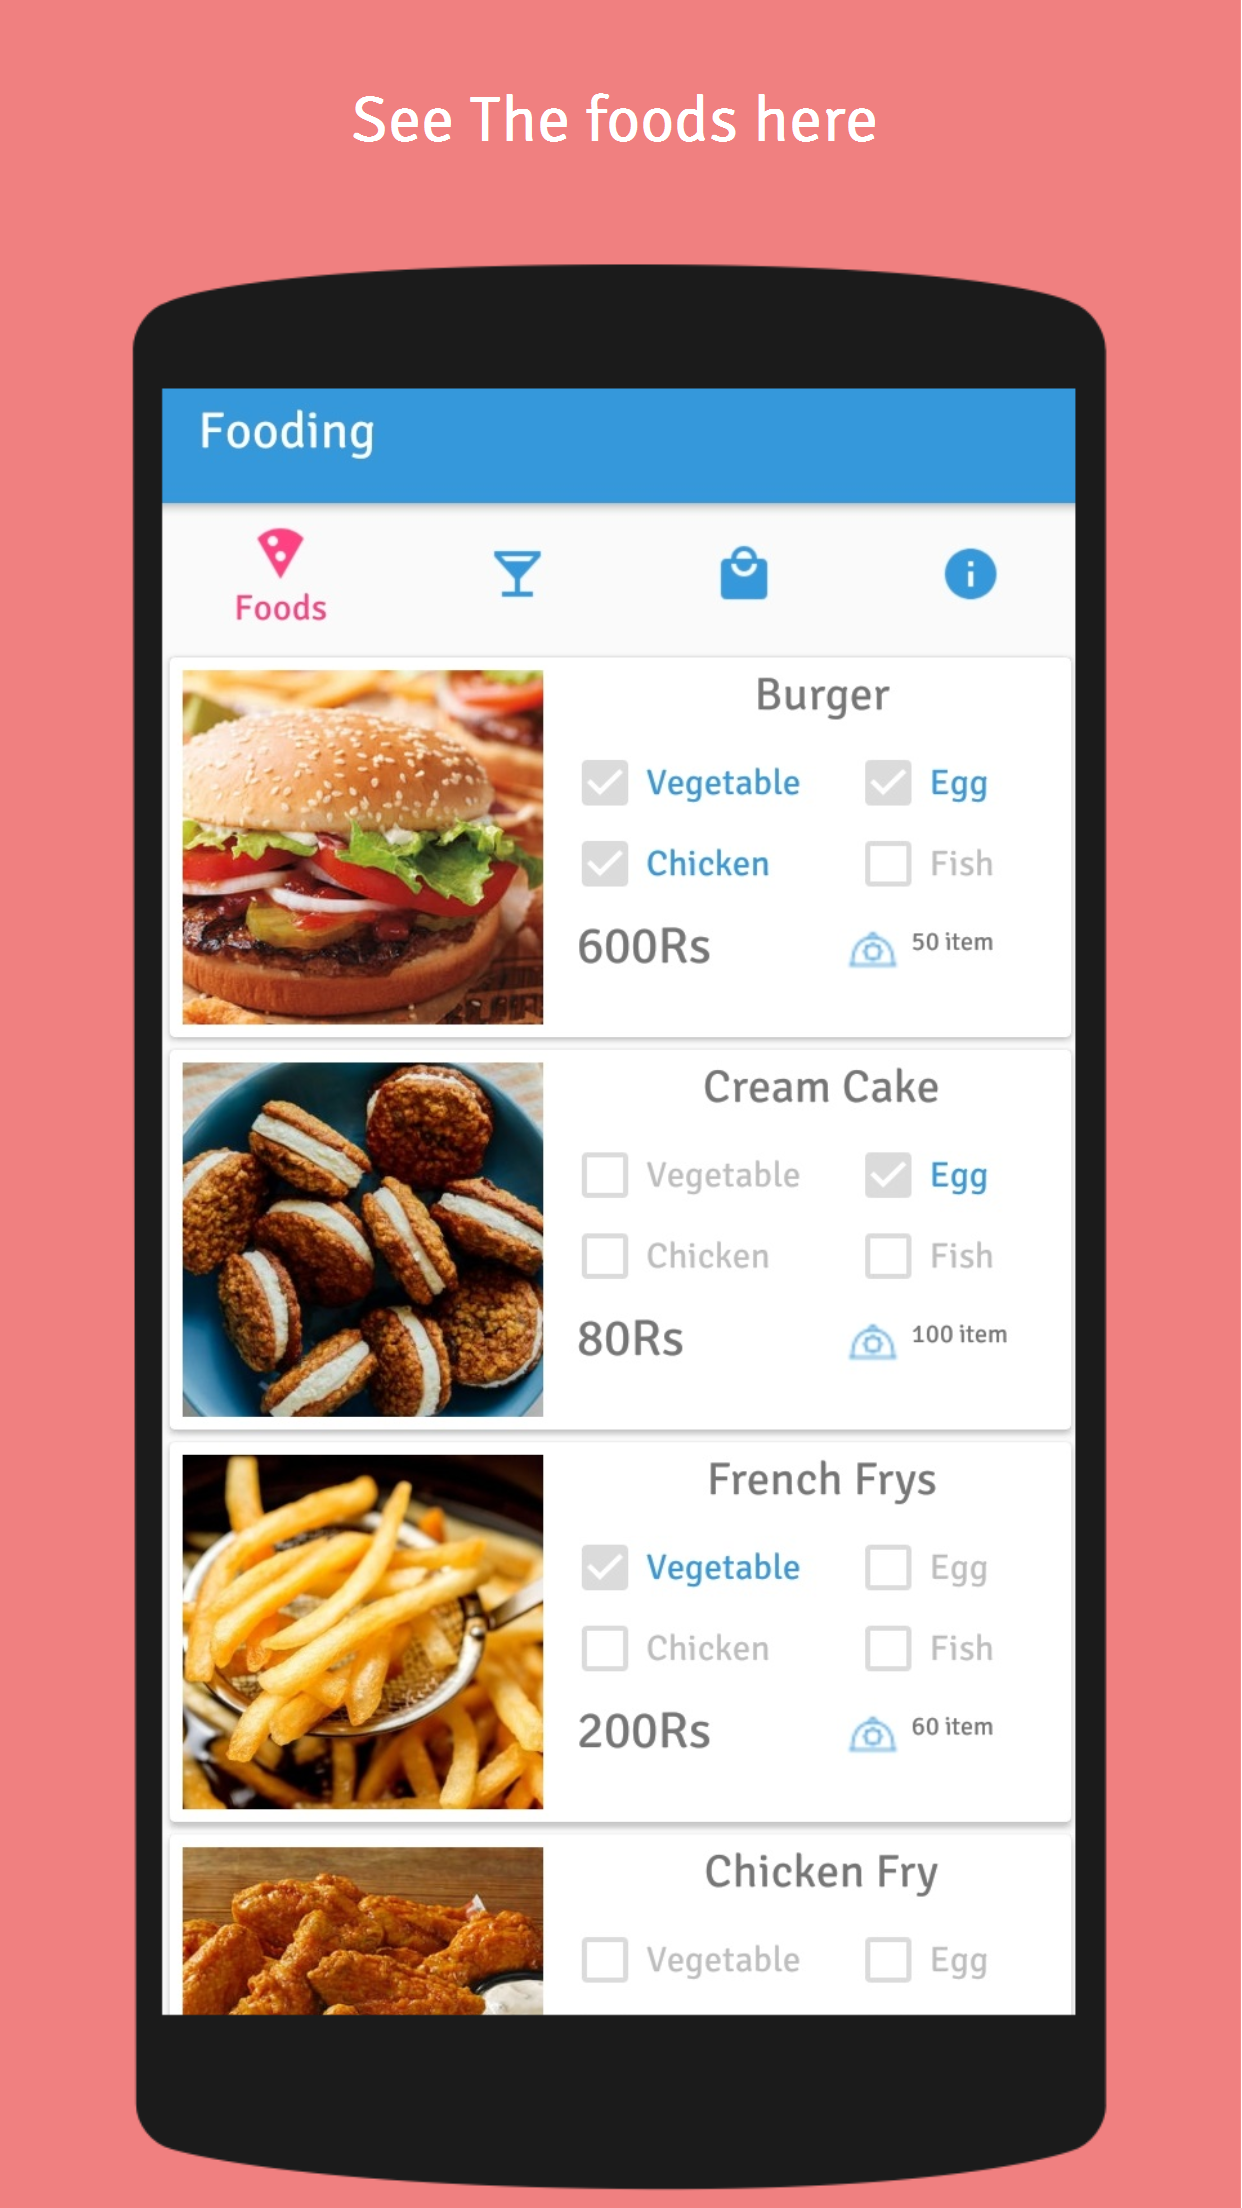 See The foods here
Fooding
Foods
Burger
Vegetable Egg
Chicken Fish
600Rs 50 item
Cream Cake
Vegetable Egg
Chicken Fish
80Rs 100 item
French Frys
Vegetable Egg
Chicken Fish
200Rs 60 item
Chicken Fry
Vegetable Egg